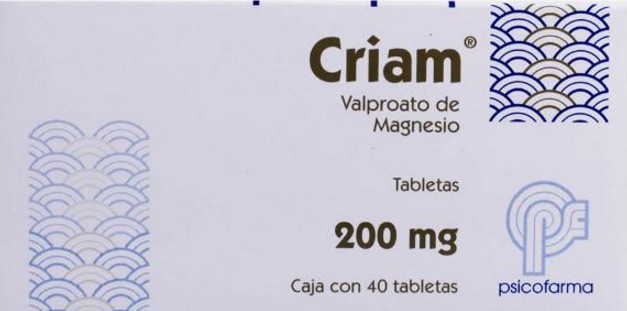 Criam®
Valproato de
Magnesio
Tabletas
200 mg
Caja con 40 tabletas
psicofarma